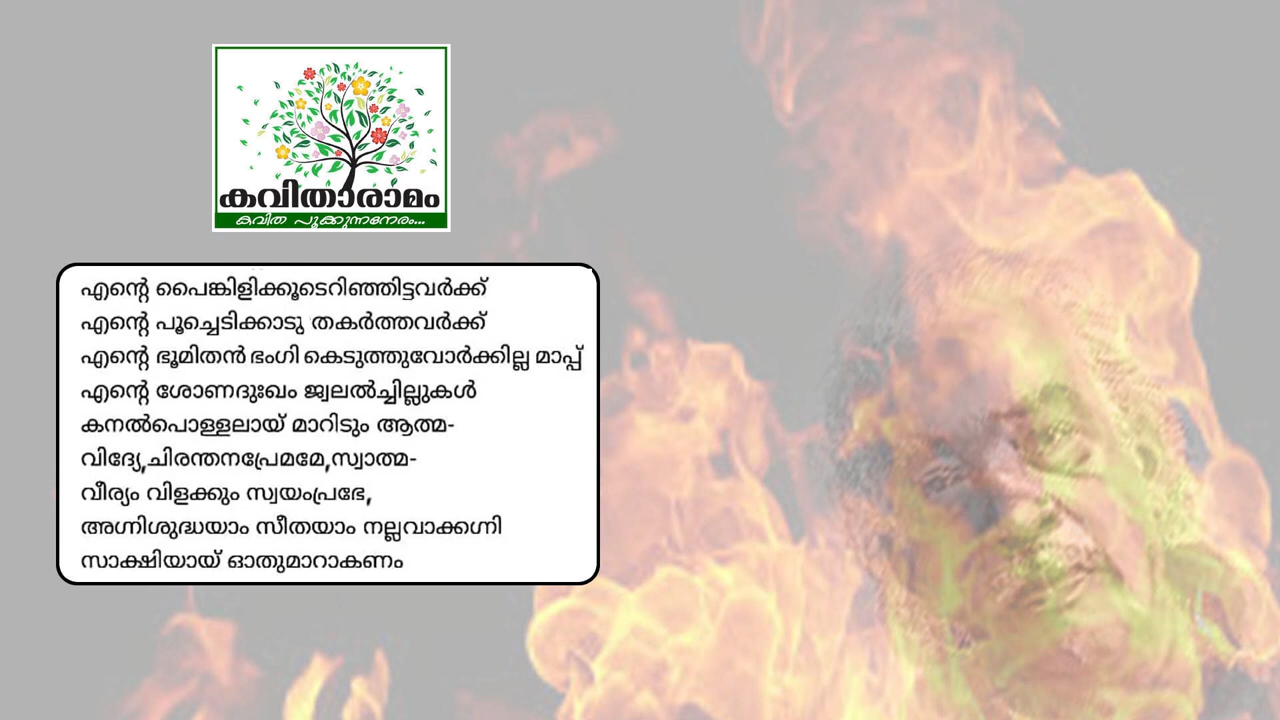 കവിതാരാമം
കവിത പൂക്കുന്നനേരം...
എന്റെ പൈങ്കിളിക്കൂടെറിഞ്ഞിട്ടവർക്ക്
എന്റെ പൂച്ചെടിക്കാടു തകർത്തവർക്ക്
എന്റെ ഭൂമിതൻ ഭംഗി കെടുത്തുവോർക്കില്ല മാപ്പ്
എന്റെ ശോണദുഃഖം ജ്വലൽച്ചില്ലുകൾ
കനൽപൊള്ളലായ് മാറിടും ആത്മ-
വിദ്യേ,ചിരന്തനപ്രേമമേ,സ്വാത്മ-
വീര്യം വിളക്കും സ്വയംപ്രഭേ,
അഗ്നിശുദ്ധയാം സീതയാം നല്ലവാക്കഗ്നി
സാക്ഷിയായ് ഓതുമാറാകണം